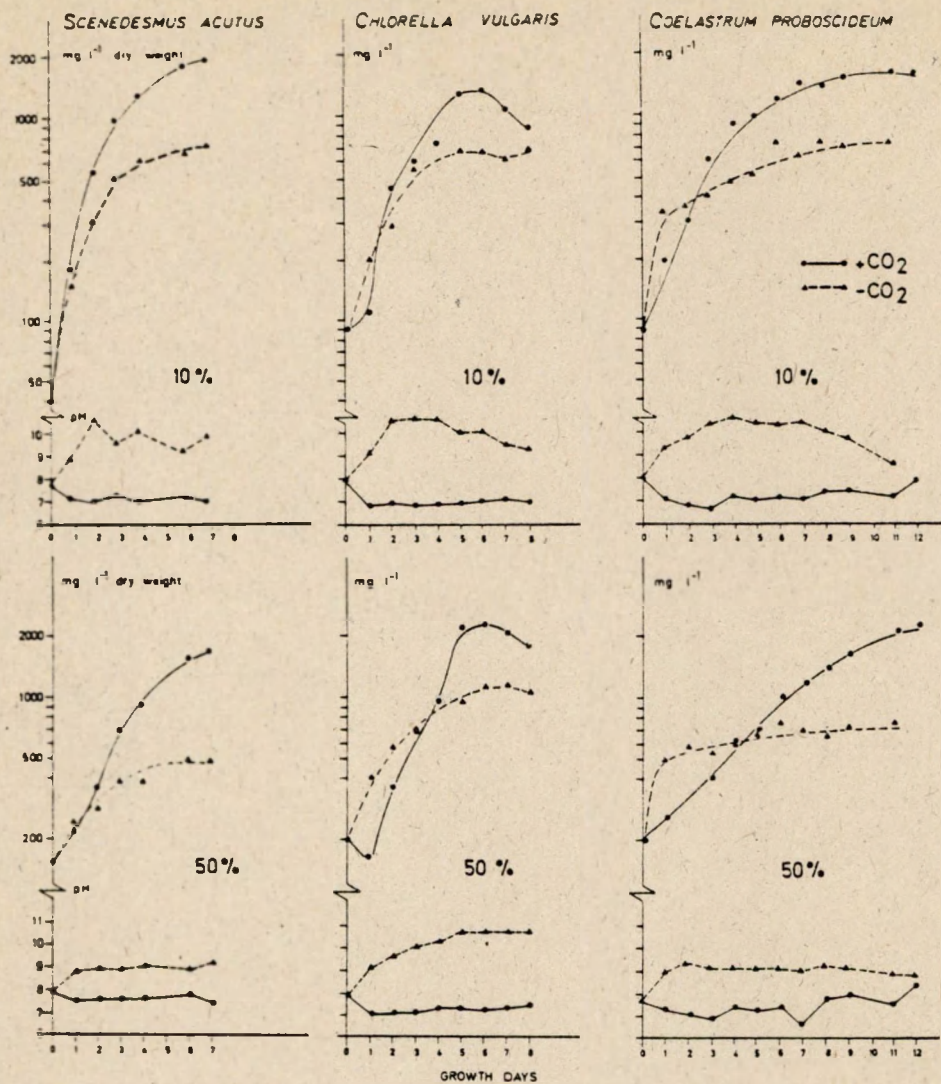 SCENEDESMUS ACUTUS
CHLORELLA VULGARIS
COELASTRUM PROBOSCIDEUM
mg l⁻¹ dry weight
mg l⁻¹
mg l⁻¹
2000
1000
500
100
50
+CO2
-CO2
10%
10%
10%
pH
10
9
8
7
0 1 2 3 4 5 6 7 8
0 1 2 3 4 5 6 7 8
0 1 2 3 4 5 6 7 8 9 10 11 12
mg l⁻¹ dry weight
mg l⁻¹
mg l⁻¹
2000
1000
500
200
50%
50%
50%
pH
11
10
9
8
7
0 1 2 3 4 5 6 7
0 1 2 3 4 5 6 7 8
0 1 2 3 4 5 6 7 8 9 10 11 12
GROWTH DAYS